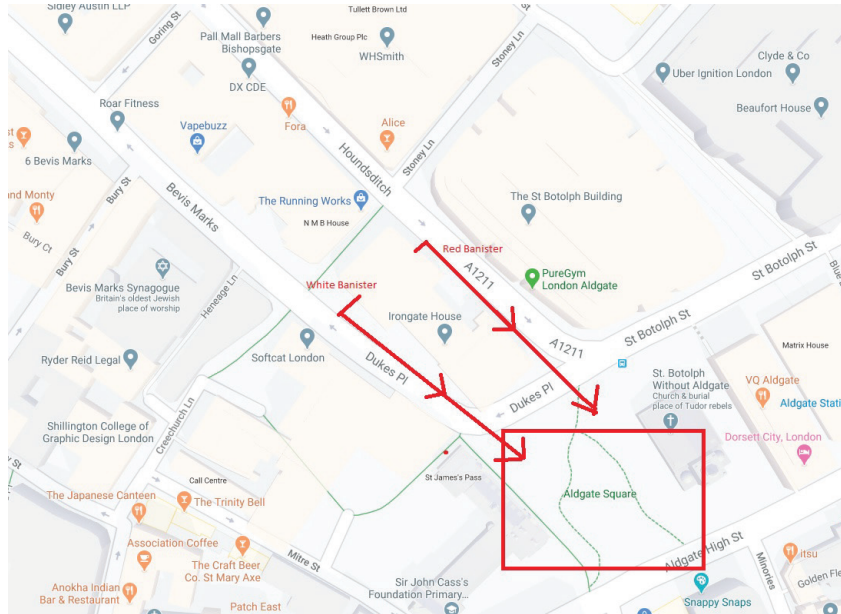 Sidley Austin LLP
Goring St
Pall Mall Barbers
Bishopsgate
Tullett Brown Ltd
Heath Group Plc
WHSmith
Stoney Ln
Clyde & Co
Uber Ignition London
Beaufort House
DX CDE
Roar Fitness
Fora
Alice
Vapebuzz
6 Bevis Marks
Houndsditch
Stoney Ln
Bury St
Bevis Marks
and Monty
The Running Works
N M B House
The St Botolph Building
Bury Ct
Bury St
Red Banister
A1211
St Botolph St
Bevis Marks Synagogue
Britain's oldest Jewish
place of worship
Heneage Ln
White Banister
PureGym
London Aldgate
Irongate House
St Botolph St
A1211
Ryder Reid Legal
Softcat London
Dukes Pl
Dukes Pl
Matrix House
St. Botolph
Without Aldgate
Church & burial
place of Tudor rebels
VQ Aldgate
Aldgate Stati
Creechurch Ln
Shillington College of
Graphic Design London
Dorsett City, London
Call Centre
St James's Pass
Aldgate Square
The Japanese Canteen
The Trinity Bell
Association Coffee
Mitre St
Aldgate High St
The Craft Beer
Co. St Mary Axe
Minories
itsu
Anokha Indian
Bar & Restaurant
Sir John Cass's
Foundation Primary...
Golden Fle
Patch East
Snappy Snaps